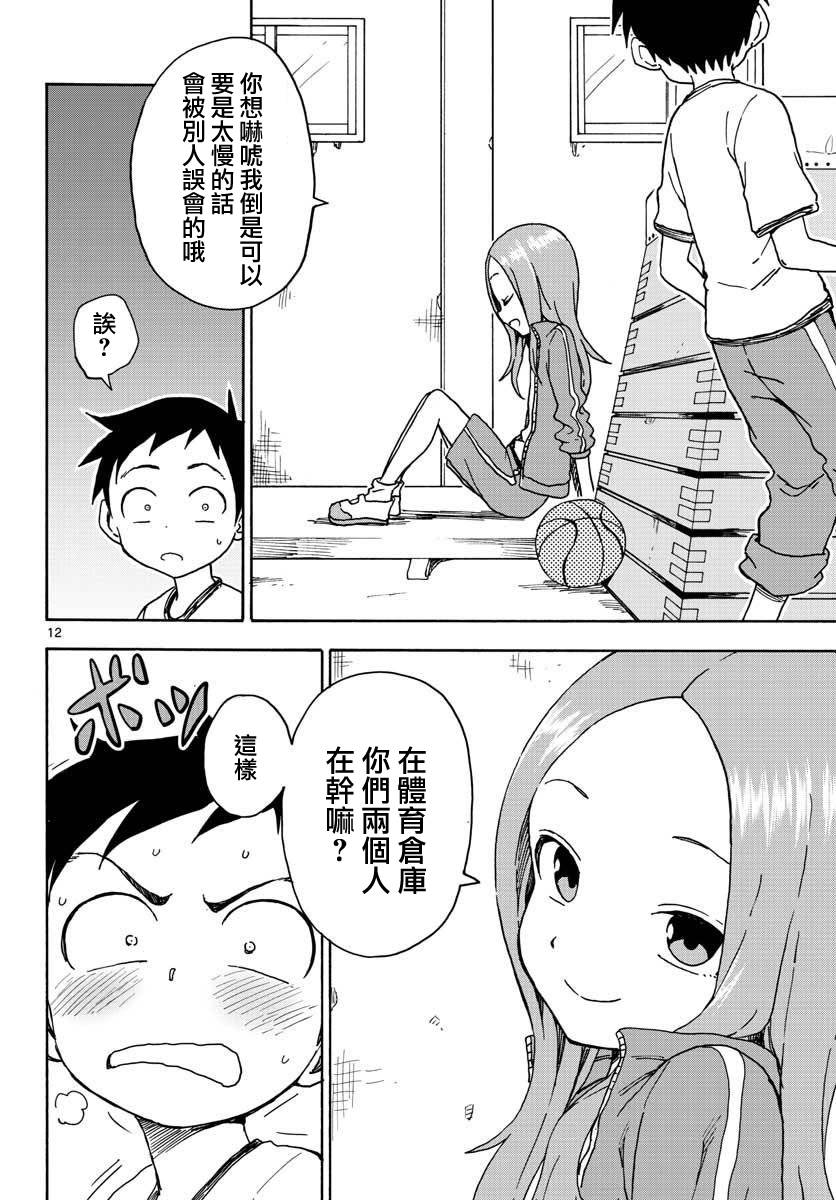 你想嚇唬我倒是可以
要是太慢的話
會被別人誤會的哦
誒?
12
在體育倉庫
你們兩個人
在幹嘛?
這樣
ボッ